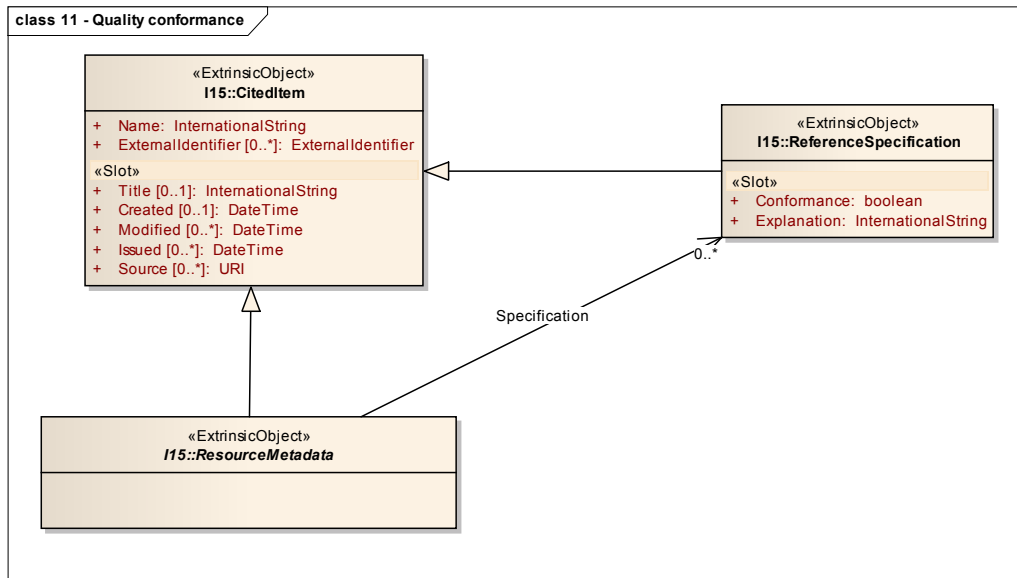 class 11 - Quality conformance
«ExtrinsicObject»
I15::CitedItem
+ Name: InternationalString
+ ExternalIdentifier [0..*]: ExternalIdentifier
«Slot»
+ Title [0..1]: InternationalString
+ Created [0..1]: DateTime
+ Modified [0..*]: DateTime
+ Issued [0..*]: DateTime
+ Source [0..*]: URI
«ExtrinsicObject»
I15::ReferenceSpecification
«Slot»
+ Conformance: boolean
+ Explanation: InternationalString
0..*
Specification
«ExtrinsicObject»
I15::ResourceMetadata